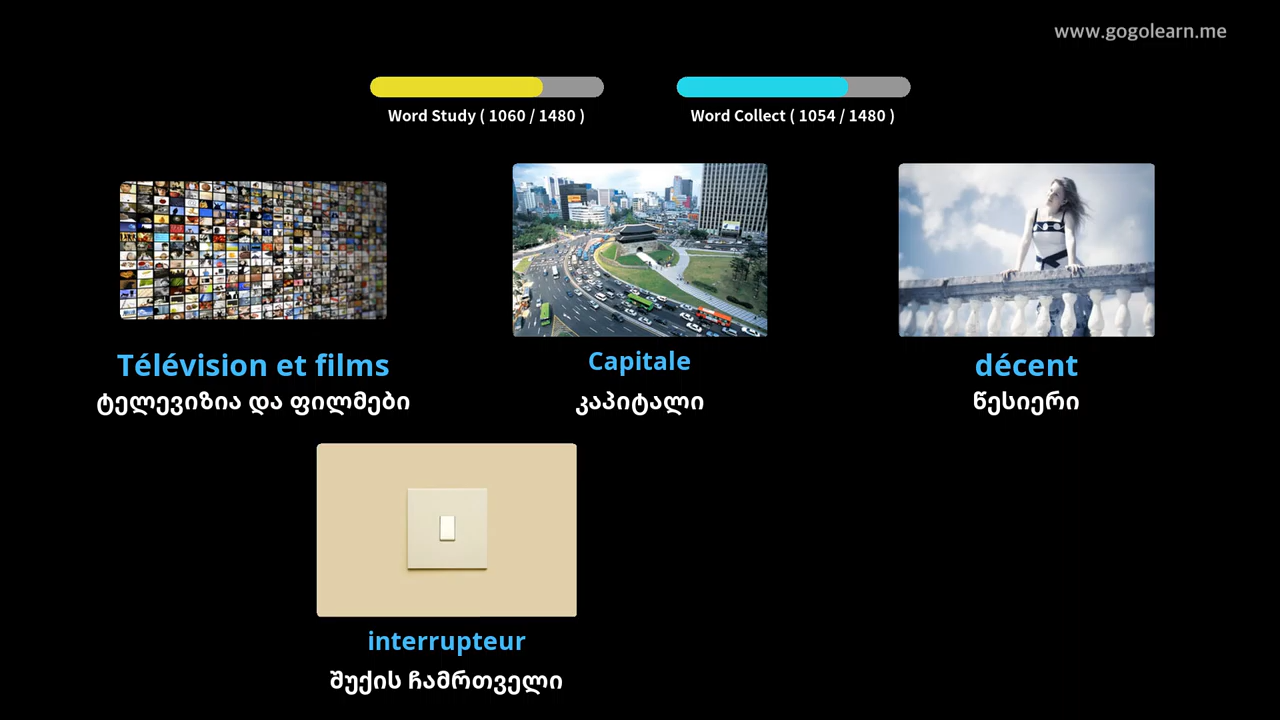 www.gogolearn.me
Word Study ( 1060 / 1480 )
Word Collect ( 1054 / 1480 )
Télévision et films
ტელევიზია და ფილმები
Capitale
კაპიტალი
décent
წესიერი
interrupteur
შუქის ჩამრთველი